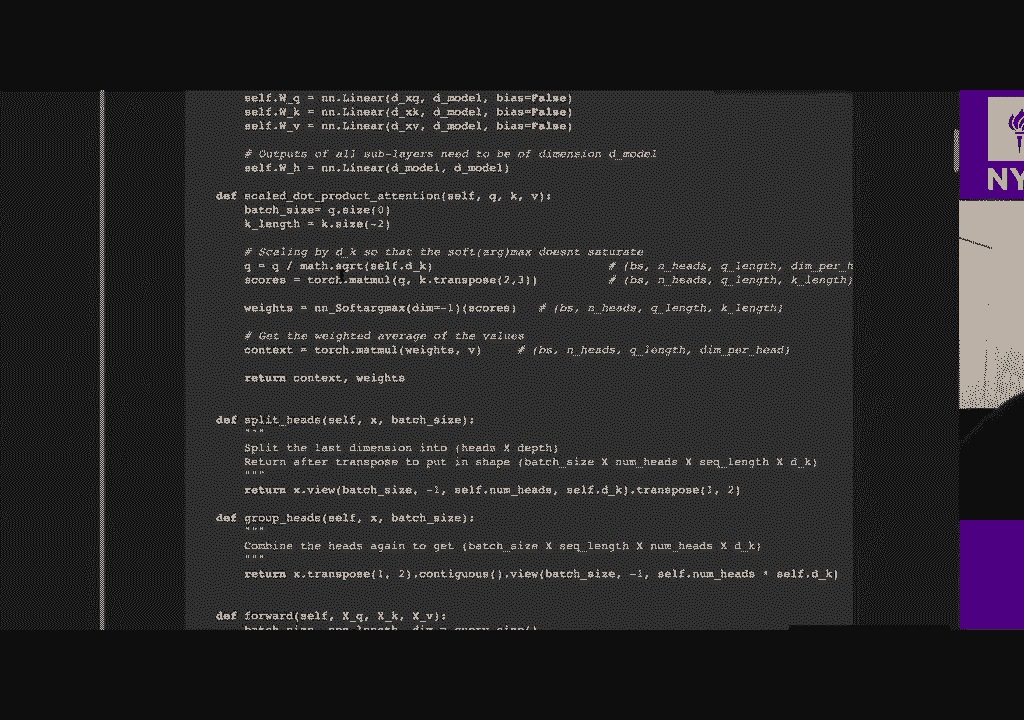 self.W_q = nn.Linear(d_xq, d_model, bias=False)
self.W_k = nn.Linear(d_xk, d_model, bias=False)
self.W_v = nn.Linear(d_xv, d_model, bias=False)
# Outputs of all sub-layers need to be of dimension d_model
self.W_h = nn.Linear(d_model, d_model)
def scaled_dot_product_attention(self, q, k, v):
batch_size= q.size(0)
k_length = k.size(-2)
# Scaling by d_k so that the soft(arg)max doesnt saturate
q = q / math.sqrt(self.d_k) # (bs, n_heads, q_length, dim_per_h
scores = torch.matmul(q, k.transpose(2,3)) # (bs, n_heads, q_length, k_length)
weights = nn_Softargmax(dim=-1)(scores) # (bs, n_heads, q_length, k_length)
# Get the weighted average of the values
context = torch.matmul(weights, v) # (bs, n_heads, q_length, dim_per_head)
return context, weights
def split_heads(self, x, batch_size):
"""
Split the last dimension into (heads X depth)
Return after transpose to put in shape (batch_size X num_heads X seq_length X d_k)
"""
return x.view(batch_size, -1, self.num_heads, self.d_k).transpose(1, 2)
def group_heads(self, x, batch_size):
"""
Combine the heads again to get (batch_size X seq_length X num_heads X d_k)
"""
return x.transpose(1, 2).contiguous().view(batch_size, -1, self.num_heads * self.d_k)
def forward(self, X_q, X_k, X_v):
NY